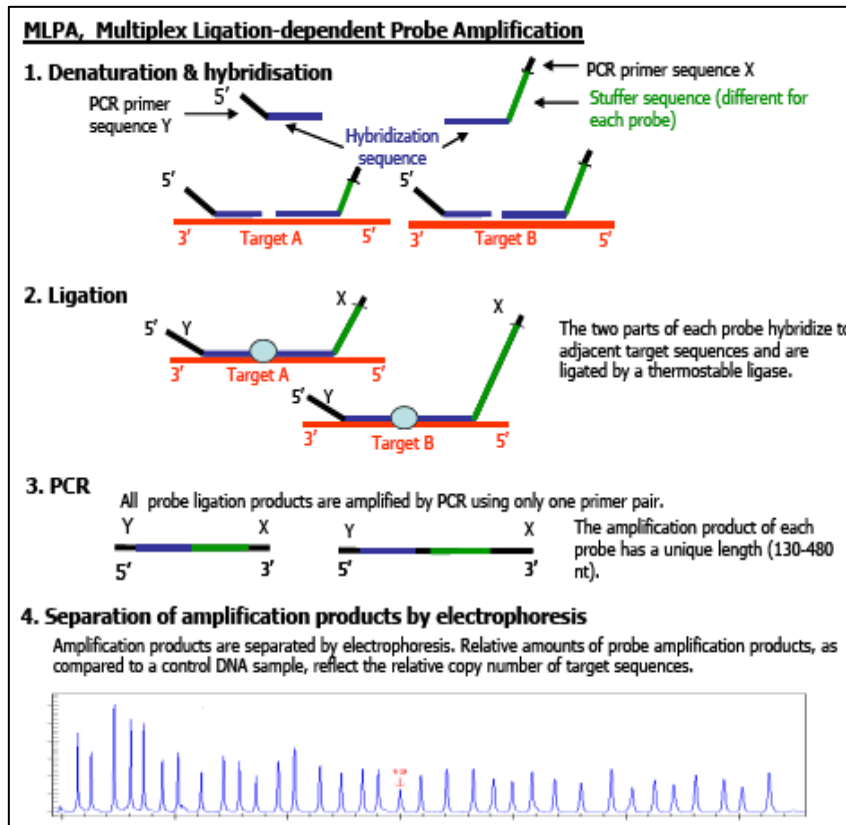 MLPA, Multiplex Ligation-dependent Probe Amplification
1. Denaturation & hybridisation
PCR primer sequence X
5'
PCR primer
sequence Y
Stuffer sequence (different for
each probe)
Hybridization
sequence
5' 5'
3' Target A 5' 3' Target B 5'
2. Ligation
X X
5' Y
The two parts of each probe hybridize to
adjacent target sequences and are
ligated by a thermostable ligase.
3' Target A 5'
5' Y
3' Target B 5'
3. PCR
All probe ligation products are amplified by PCR using only one primer pair.
Y X Y X
The amplification product of each
probe has a unique length (130-480
nt).
5' 3' 5' 3'
4. Separation of amplification products by electrophoresis
Amplification products are separated by electrophoresis. Relative amounts of probe amplification products, as
compared to a control DNA sample, reflect the relative copy number of target sequences.